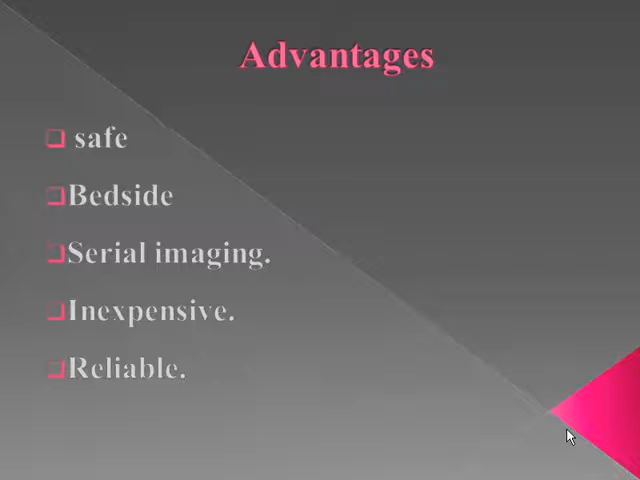 Advantages
safe
Bedside
Serial imaging.
Inexpensive.
Reliable.